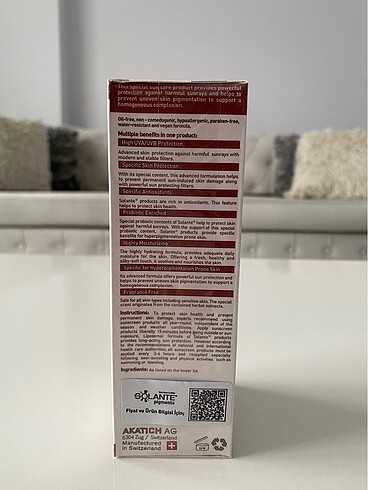 This special suncare product provides powerful
protection against harmful sunrays and helps to
prevent uneven skin pigmentation to support a
homogeneous complexion.
Oil-free, non - comedogenic, hypoallergenic, paraben-free,
water-resistant and vegan formula.
Multiple benefits in one product:
High UVA/UVB Protection
Advanced skin protection against harmful sunrays with
modern and stable filters.
Specific Skin Protection
With its special content, this advanced formulation helps
to prevent permanent sun-induced skin damage along
with powerful sun protecting filters.
Specific Antioxidants
Solante® products are rich in antioxidants. This feature
helps to protect skin health.
Probiotic Enriched
Special probiotic contents of Solante® help to protect skin
against harmful sunrays. With the support of this special
probiotic content, Solante® products provide specific
benefits for hyperpigmentation prone skin.
Highly Moisturizing
The highly hydrating formula, provides adequate daily
moisture for the skin. Offering a fresh, healthy and
silky-soft touch, it soothes and nourishes the skin.
Specific for Hyperpigmentation Prone Skin
Its advanced formula offers powerful sun protection and
helps to prevent uneven skin pigmentation to support a
homogeneous complexion.
Fragrance Free
Safe for all skin types including sensitive skin. The special
scent originates from the contained herbal extracts.
Instructions: To protect skin health and prevent
permanent skin damage, experts recommend using
sunscreen products all year-round, independent of the
season and weather conditions. Apply sunscreen
products liberally 15 minutes before going outside or sun
exposure. Liposomal formula of Solante® products
provides long-acting sun protection. However according
to the recommendations of national and international
health care authorities, all sunscreen products must be
applied every 2-4 hours and reapplied especially
following over-sweating and physical activities such as
swimming or toweling.
Ingredients: As listed on the lower lid.
SOLANTE®
pigmenta
Fiyat ve Ürün Bilgisi İçin;
AKATICH AG
6304 Zug / Switzerland
Manufactured
in Switzerland